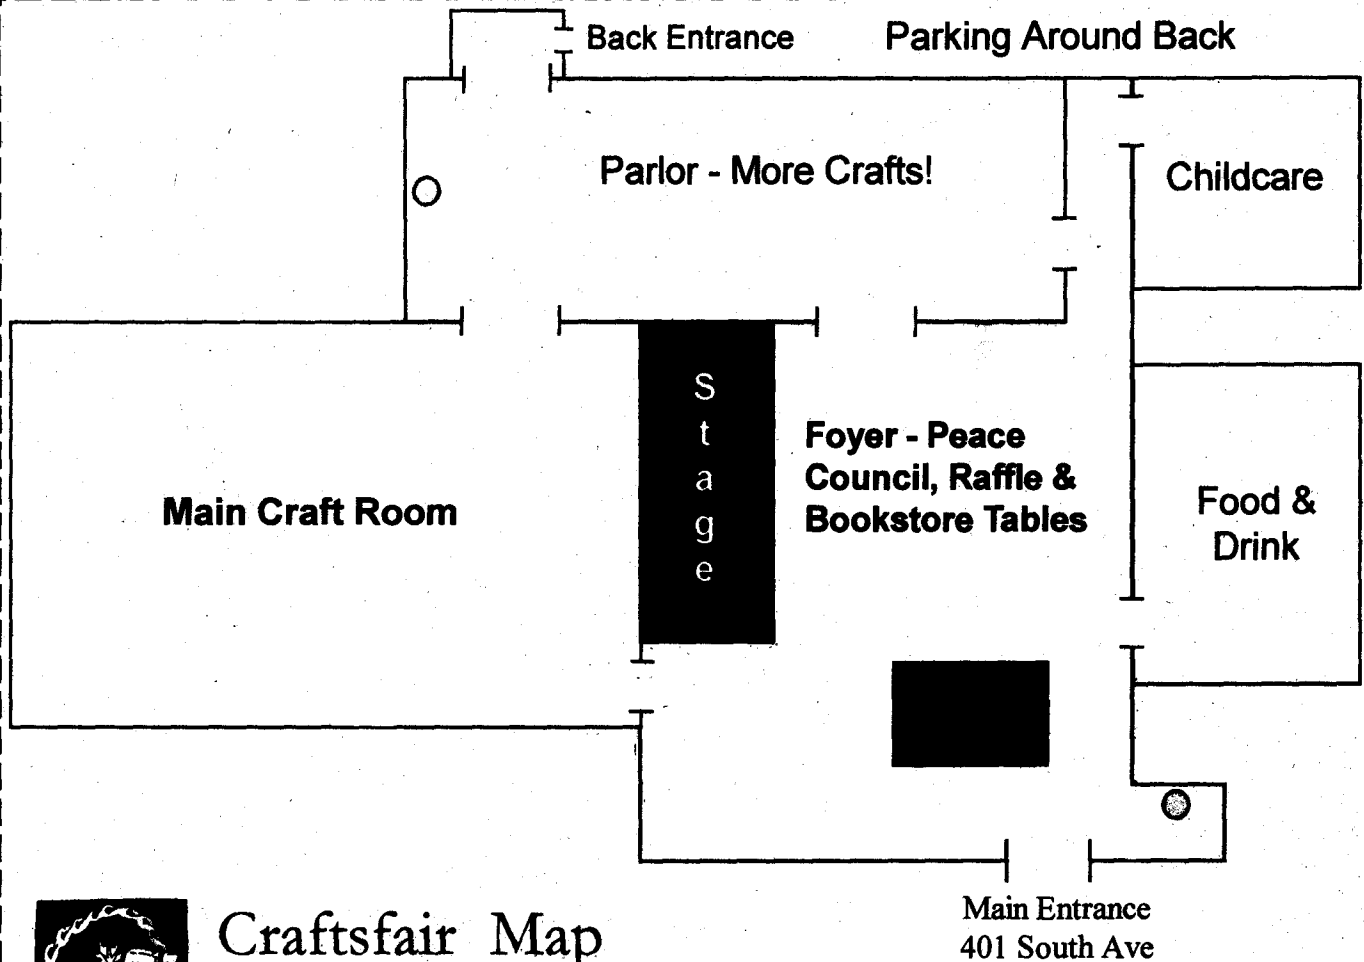 Back Entrance
Parking Around Back
Parlor - More Crafts!
Childcare
Stage
Foyer - Peace
Council, Raffle &
Bookstore Tables
Main Craft Room
Food &
Drink
Main Entrance
401 South Ave
Craftsfair Map